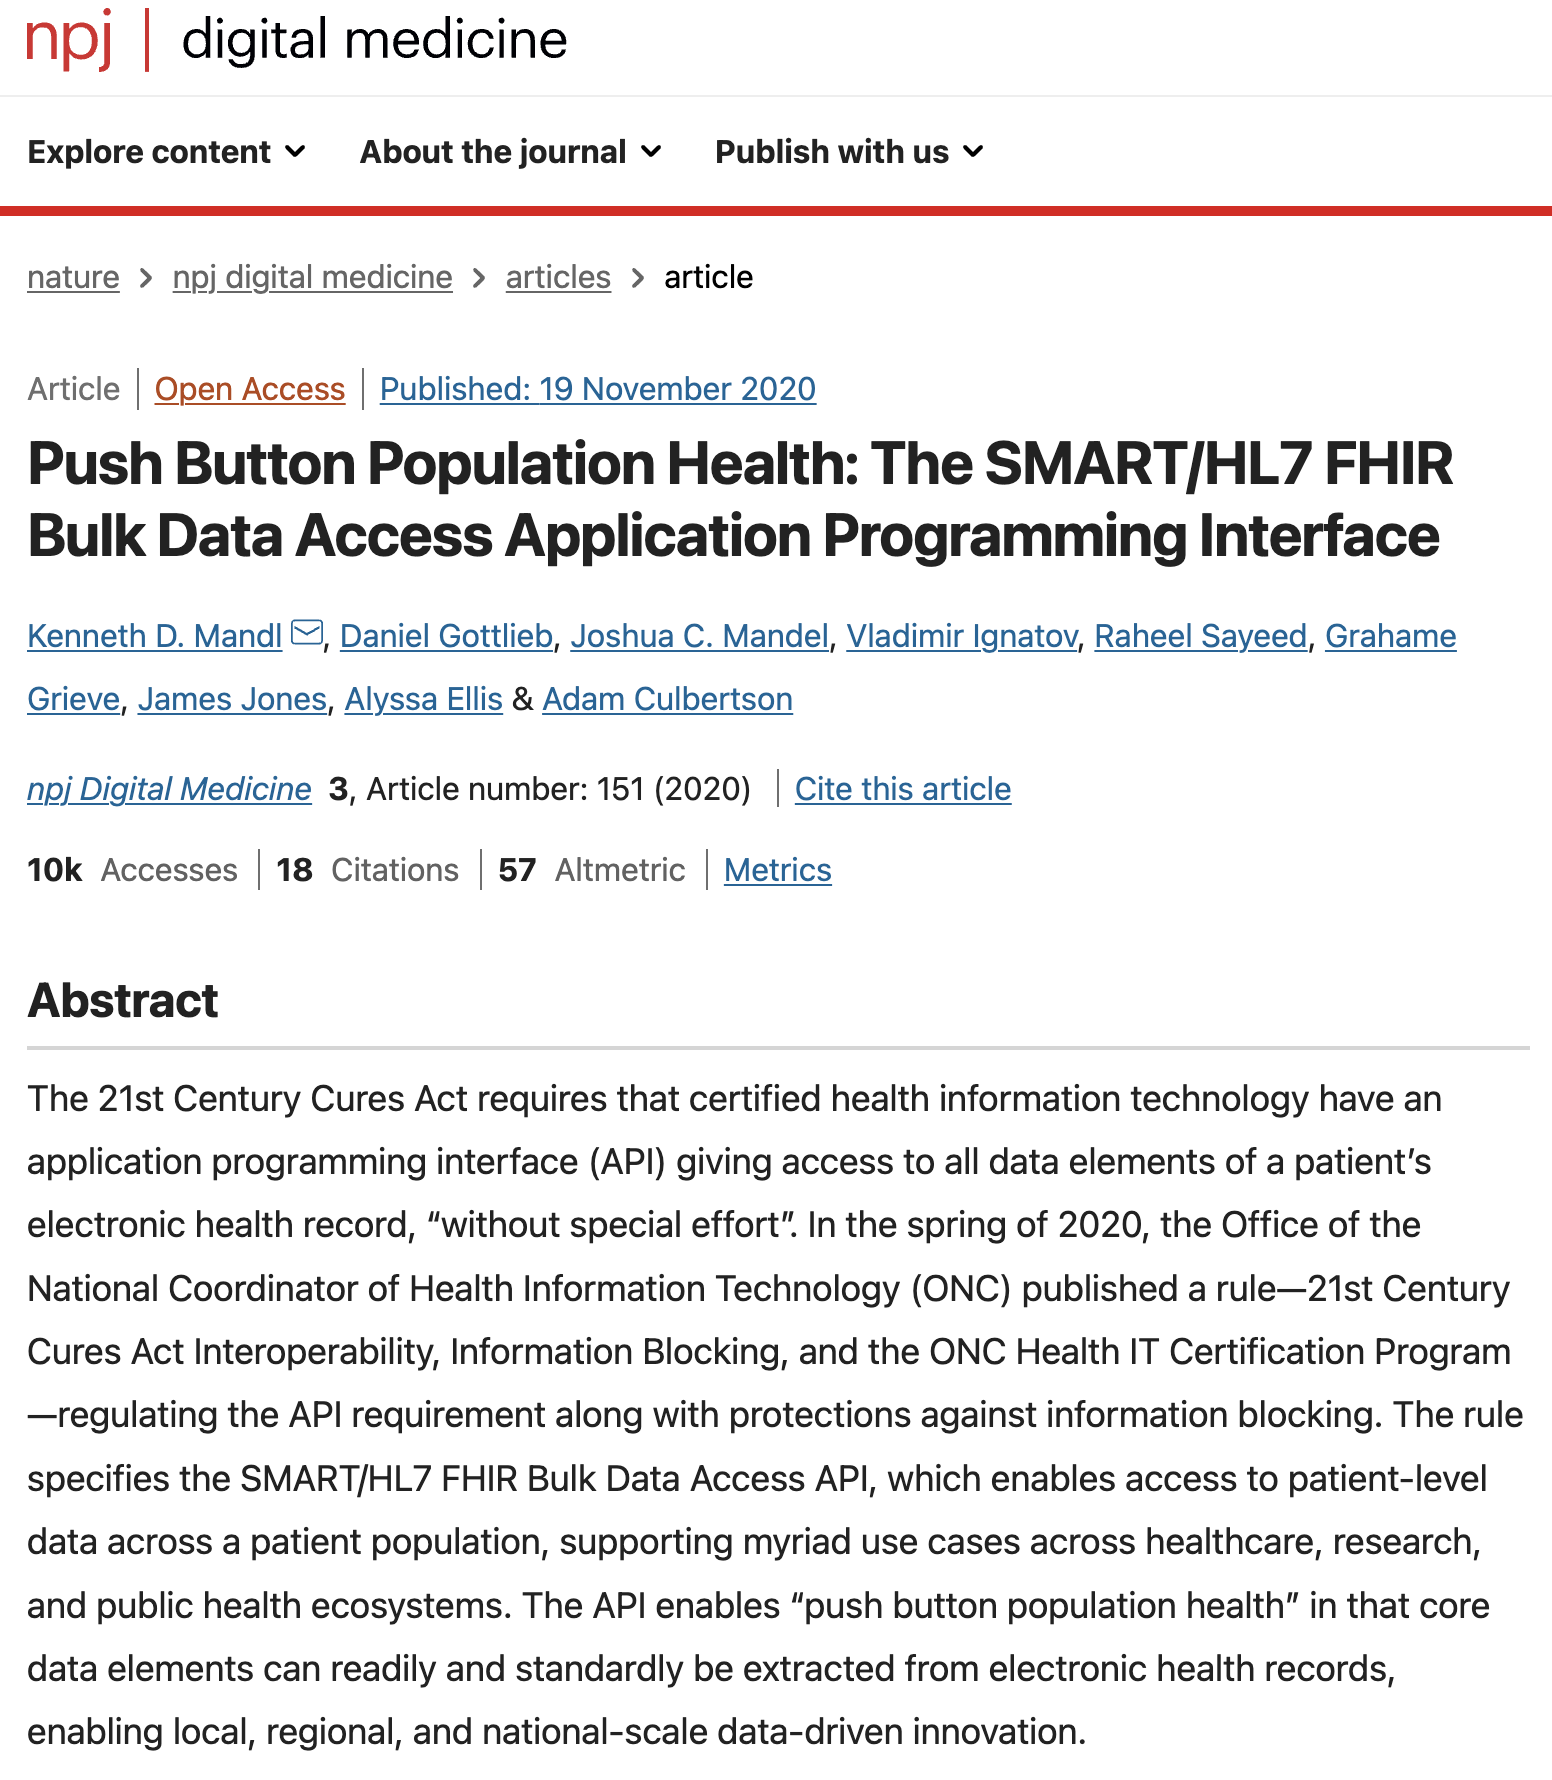 npj | digital medicine
Explore content About the journal Publish with us
nature > npj digital medicine > articles > article
Article | Open Access | Published: 19 November 2020
Push Button Population Health: The SMART/HL7 FHIR
Bulk Data Access Application Programming Interface
Kenneth D. Mandl, Daniel Gottlieb, Joshua C. Mandel, Vladimir Ignatov, Raheel Sayeed, Grahame
Grieve, James Jones, Alyssa Ellis & Adam Culbertson
npj Digital Medicine 3, Article number: 151 (2020) | Cite this article
10k Accesses | 18 Citations | 57 Altmetric | Metrics
Abstract
The 21st Century Cures Act requires that certified health information technology have an
application programming interface (API) giving access to all data elements of a patient’s
electronic health record, “without special effort”. In the spring of 2020, the Office of the
National Coordinator of Health Information Technology (ONC) published a rule—21st Century
Cures Act Interoperability, Information Blocking, and the ONC Health IT Certification Program
—regulating the API requirement along with protections against information blocking. The rule
specifies the SMART/HL7 FHIR Bulk Data Access API, which enables access to patient-level
data across a patient population, supporting myriad use cases across healthcare, research,
and public health ecosystems. The API enables “push button population health” in that core
data elements can readily and standardly be extracted from electronic health records,
enabling local, regional, and national-scale data-driven innovation.